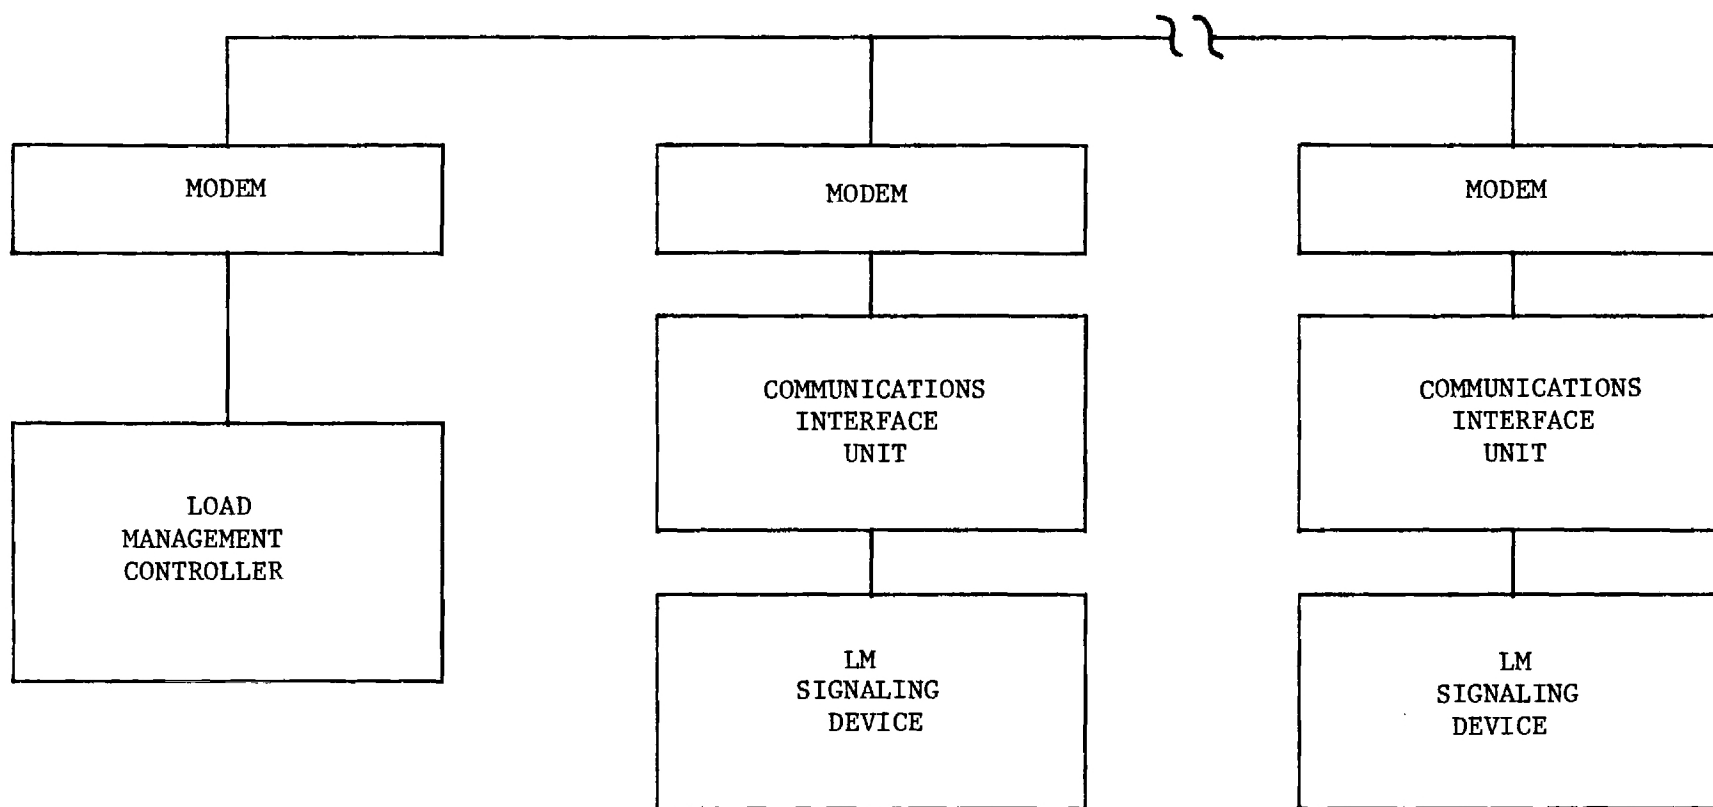 MODEM
MODEM
MODEM
COMMUNICATIONS
INTERFACE
UNIT
COMMUNICATIONS
INTERFACE
UNIT
LOAD
MANAGEMENT
CONTROLLER
LM
SIGNALING
DEVICE
LM
SIGNALING
DEVICE